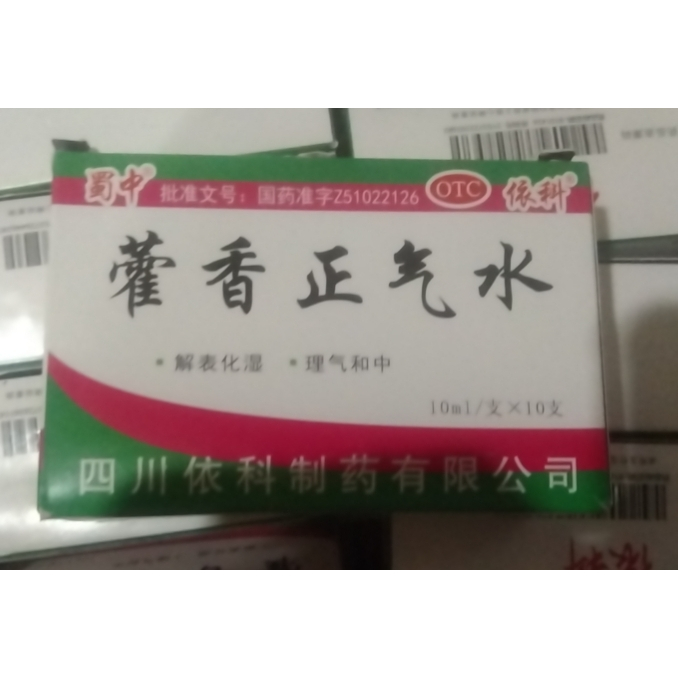 蜀中® 批准文号：国药准字Z51022126 OTC 依科®
藿香正气水
·解表化湿 ·理气和中
10ml/支×10支
四川依科制药有限公司
依科